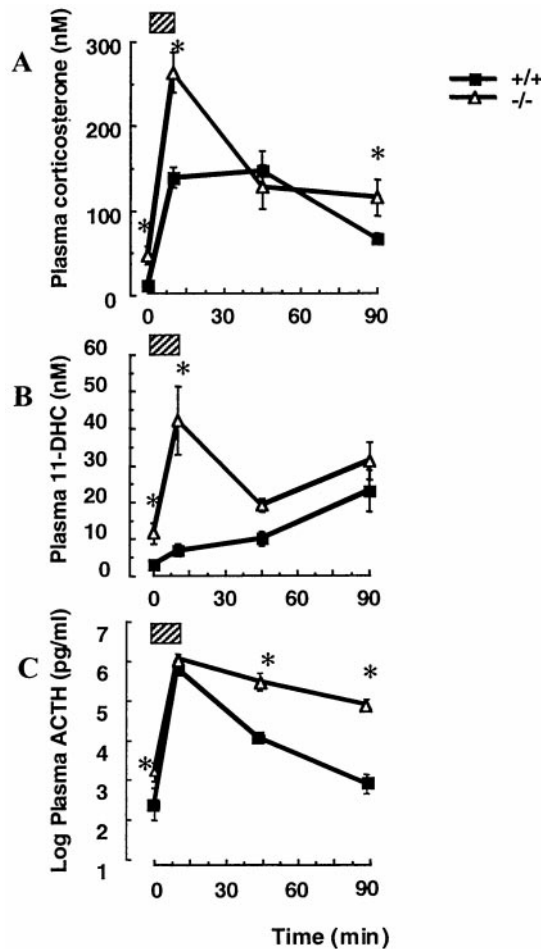 A
Plasma corticosterone (nM)
300
200
100
0
*
*
*
0 30 60 90
+/+
-/-
B
Plasma 11-DHC (nM)
60
50
40
30
20
10
0
*
*
0 30 60 90
C
Log Plasma ACTH (pg/ml)
7
6
5
4
3
2
1
*
*
*
0 30 60 90
Time (min)